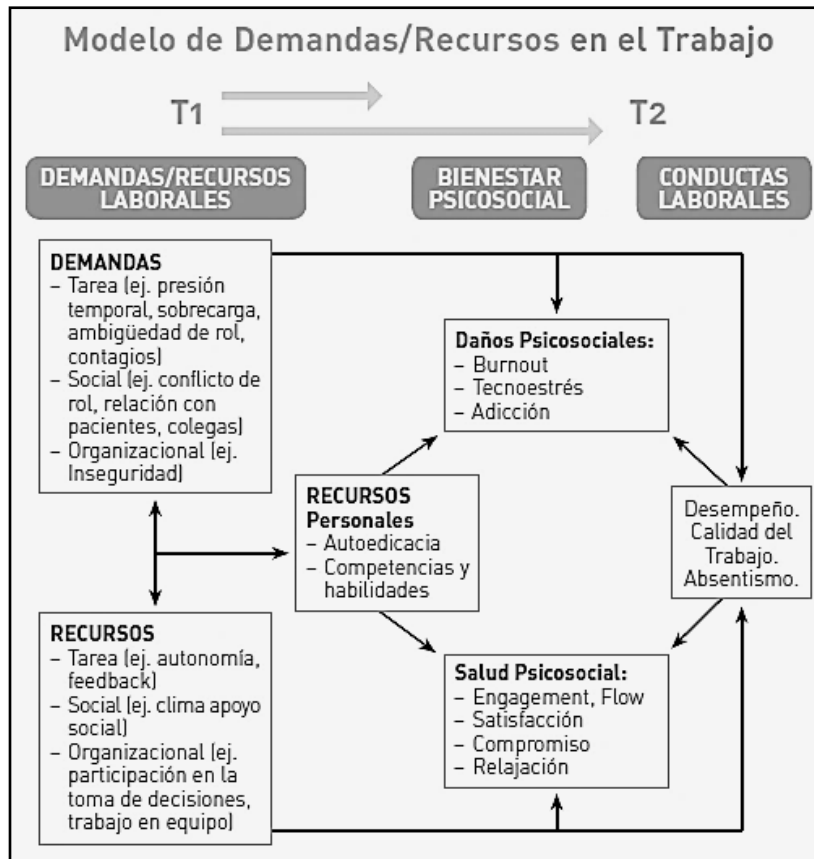 Modelo de Demandas/Recursos en el Trabajo
T1
T2
DEMANDAS/RECURSOS
LABORALES
BIENESTAR
PSICOSOCIAL
CONDUCTAS
LABORALES
DEMANDAS
– Tarea (ej. presión
temporal, sobrecarga,
ambigüedad de rol,
contagios)
– Social (ej. conflicto de
rol, relación con
pacientes, colegas)
– Organizacional (ej.
Inseguridad)
Daños Psicosociales:
– Burnout
– Tecnoestrés
– Adicción
RECURSOS
Personales
– Autoedicacia
– Competencias y
habilidades
Desempeño.
Calidad del
Trabajo.
Absentismo.
RECURSOS
– Tarea (ej. autonomía,
feedback)
– Social (ej. clima apoyo
social)
– Organizacional (ej.
participación en la
toma de decisiones,
trabajo en equipo)
Salud Psicosocial:
– Engagement, Flow
– Satisfacción
– Compromiso
– Relajación